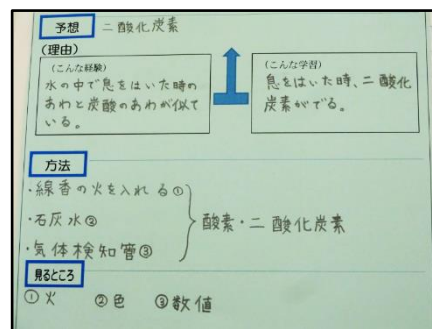 予想 二酸化炭素
(理由)
(こんな経験)
水の中で息をはいた時の
あわと炭酸のあわが似て
いる。
(こんな学習)
息をはいた時、二酸化
炭素がでる。
方法
・線香の火を入れる①
・石灰水②
・気体検知管③
酸素・二酸化炭素
見るところ
①火 ②色 ③数値